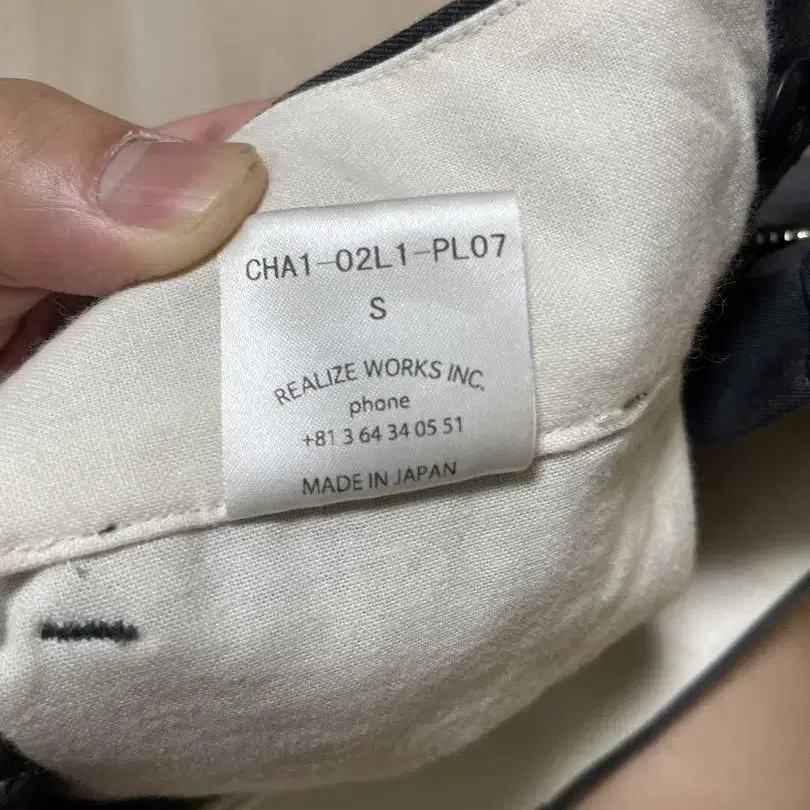 CHA1-02L1-PL07
S
REALIZE WORKS INC.
phone
+81 3 64 34 05 51
MADE IN JAPAN